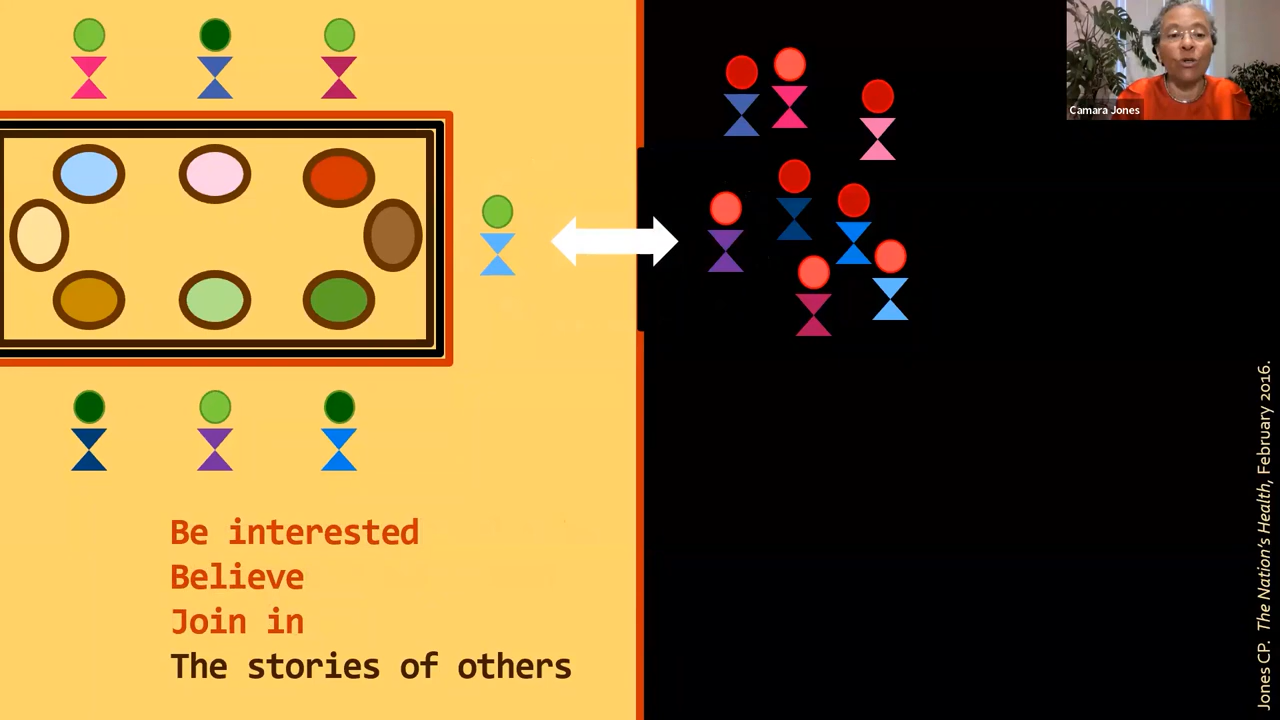 Camara Jones
Be interested
Believe
Join in
The stories of others
Jones CP. The Nation's Health, February 2016.